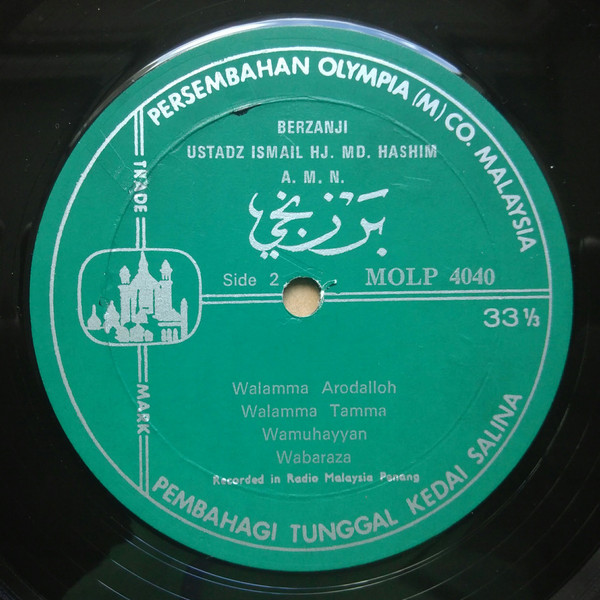 PERSEMBAHAN OLYMPIA (M) CO. MALAYSIA
BERZANJI
USTADZ ISMAIL HJ. MD. HASHIM
A. M. N.
برزنجي
TRADE
MARK
Side 2
MOLP 4040
33⅓
Walamma Arodalloh
Walamma Tamma
Wamuhayyan
Wabaraza
Recorded in Radio Malaysia Penang
PEMBAHAGI TUNGGAL KEDAI SALINA